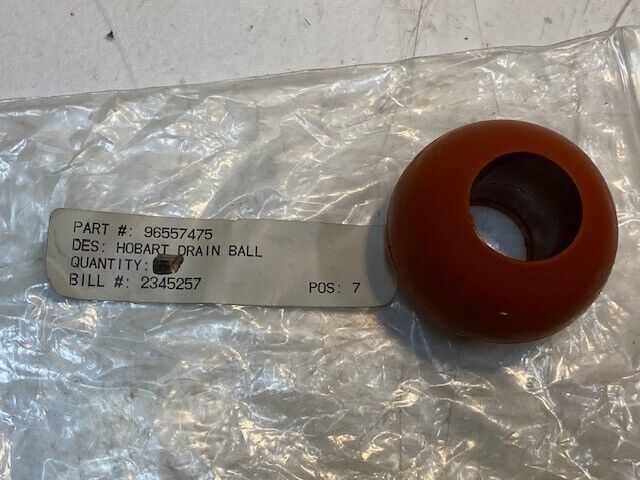 PART #: 96557475
DES: HOBART DRAIN BALL
QUANTITY:
BILL #: 2345257 POS: 7